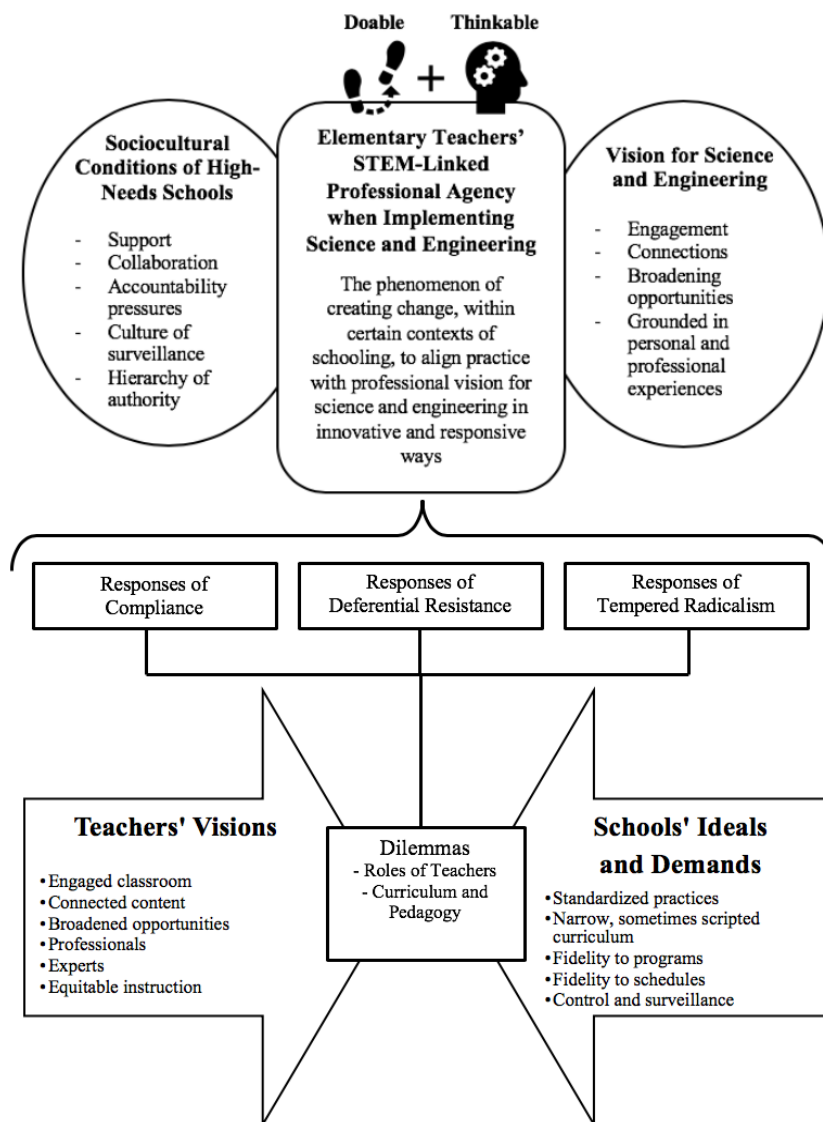 Doable
Thinkable
+
Sociocultural
Conditions of High-
Needs Schools
- Support
- Collaboration
- Accountability
pressures
- Culture of
surveillance
- Hierarchy of
authority
Elementary Teachers’
STEM-Linked
Professional Agency
when Implementing
Science and Engineering
The phenomenon of
creating change, within
certain contexts of
schooling, to align practice
with professional vision for
science and engineering in
innovative and responsive
ways
Vision for Science
and Engineering
- Engagement
- Connections
- Broadening
opportunities
- Grounded in
personal and
professional
experiences
Responses of
Compliance
Responses of
Deferential Resistance
Responses of
Tempered Radicalism
Teachers' Visions
•Engaged classroom
•Connected content
•Broadened opportunities
•Professionals
•Experts
•Equitable instruction
Dilemmas
- Roles of Teachers
- Curriculum and
Pedagogy
Schools' Ideals
and Demands
•Standardized practices
•Narrow, sometimes scripted
curriculum
•Fidelity to programs
•Fidelity to schedules
•Control and surveillance